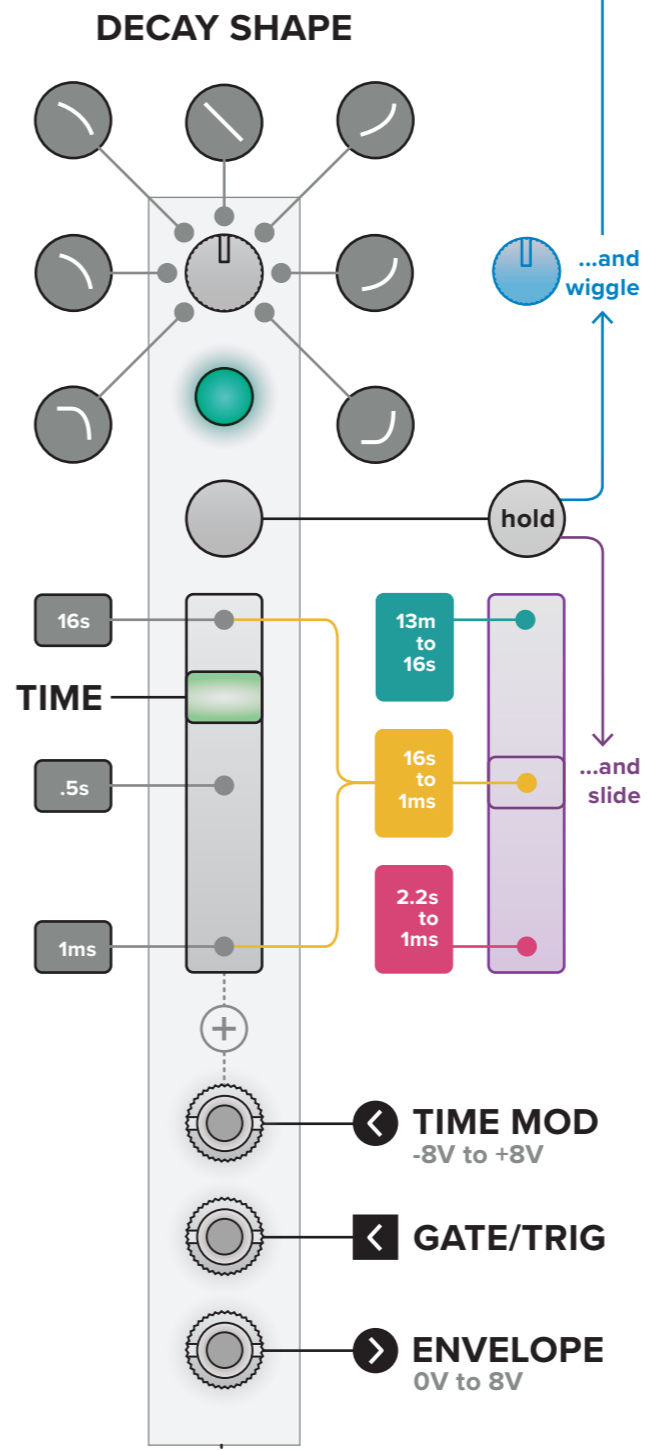 DECAY SHAPE
...and
wiggle
hold
16s
13m
to
16s
TIME
.5s
16s
to
1ms
...and
slide
1ms
2.2s
to
1ms
TIME MOD
-8V to +8V
GATE/TRIG
ENVELOPE
0V to 8V